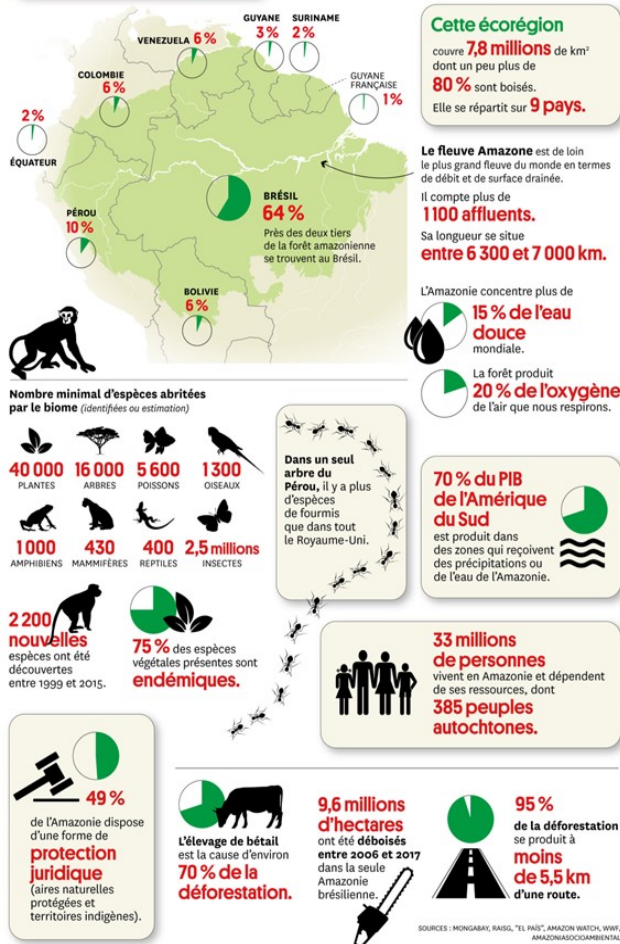 GUYANE
3 %
SURINAME
2 %
VENEZUELA 6 %
COLOMBIE
6 %
GUYANE
FRANÇAISE
1 %
2 %
ÉQUATEUR
PÉROU
10 %
BRÉSIL
64 %
Près des deux tiers
de la forêt amazonienne
se trouvent au Brésil.
BOLIVIE
6 %
Cette écorégion
couvre 7,8 millions de km²
dont un peu plus de
80 % sont boisés.
Elle se répartit sur 9 pays.
Le fleuve Amazone est de loin
le plus grand fleuve du monde en termes
de débit et de surface drainée.
Il compte plus de
1 100 affluents.
Sa longueur se situe
entre 6 300 et 7 000 km.
L'Amazonie concentre plus de
15 % de l'eau
douce
mondiale.
La forêt produit
20 % de l'oxygène
de l'air que nous respirons.
Nombre minimal d'espèces abritées
par le biome (identifiées ou estimation)
40 000
PLANTES
16 000
ARBRES
5 600
POISSONS
1 300
OISEAUX
1 000
AMPHIBIENS
430
MAMMIFÈRES
400
REPTILES
2,5 millions
INSECTES
2 200
nouvelles
espèces ont été
découvertes
entre 1999 et 2015.
75 % des espèces
végétales présentes sont
endémiques.
Dans un seul
arbre du
Pérou, il y a plus
d'espèces
de fourmis
que dans tout
le Royaume-Uni.
70 % du PIB
de l'Amérique
du Sud
est produit dans
des zones qui reçoivent
des précipitations ou
de l'eau de l'Amazonie.
33 millions
de personnes
vivent en Amazonie et dépendent
de ses ressources, dont
385 peuples
autochtones.
49 %
de l'Amazonie dispose
d'une forme de
protection
juridique
(aires naturelles
protégées et
territoires indigènes).
L'élevage de bétail
est la cause d'environ
70 % de la
déforestation.
9,6 millions
d'hectares
ont été déboisés
entre 2006 et 2017
dans la seule
Amazonie
brésilienne.
95 %
de la déforestation
se produit à
moins
de 5,5 km
d'une route.
SOURCES : MONGABAY, RAISG, "EL PAÍS", AMAZON WATCH, WWF,
AMAZONIASOCIOAMBIENTAL